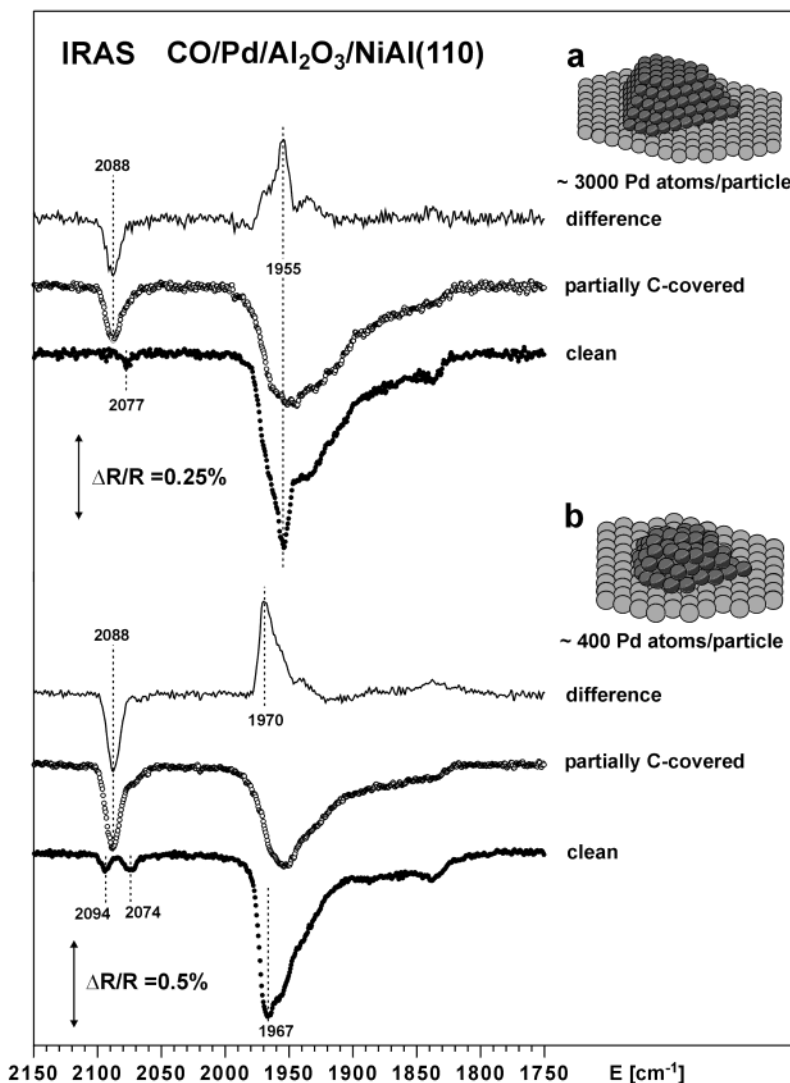 IRAS CO/Pd/Al₂O₃/NiAl(110)
a
~ 3000 Pd atoms/particle
2088
difference
1955
partially C-covered
clean
2077
ΔR/R =0.25%
b
~ 400 Pd atoms/particle
2088
difference
1970
partially C-covered
clean
2094 2074
ΔR/R =0.5%
1967
2150 2100 2050 2000 1950 1900 1850 1800 1750 E [cm⁻¹]